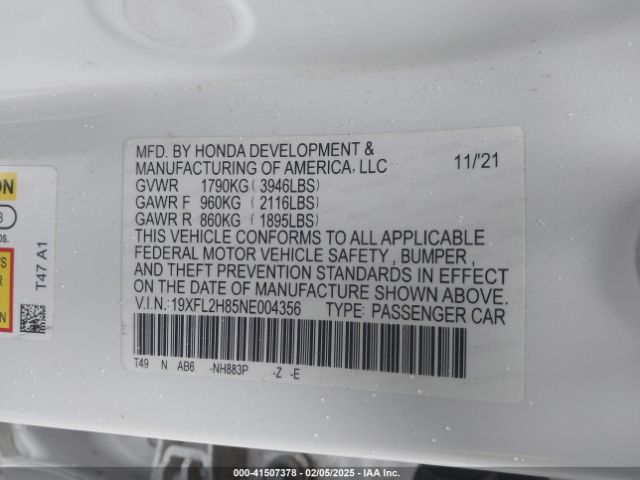 MFD. BY HONDA DEVELOPMENT &
MANUFACTURING OF AMERICA, LLC 11/'21
GVWR 1790KG (3946LBS)
GAWR F 960KG (2116LBS)
GAWR R 860KG (1895LBS)
THIS VEHICLE CONFORMS TO ALL APPLICABLE
FEDERAL MOTOR VEHICLE SAFETY, BUMPER,
AND THEFT PREVENTION STANDARDS IN EFFECT
ON THE DATE OF MANUFACTURE SHOWN ABOVE.
V.I.N.:19XFL2H85NE004356 TYPE: PASSENGER CAR
T49 N AB6 -NH883P -Z -E
T47 A1
000-41507378 - 02/05/2025 - IAA Inc.